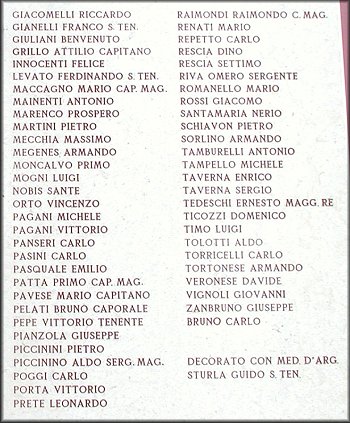 GIACOMELLI RICCARDO
GIANELLI FRANCO S. TEN.
GIULIANI BENVENUTO
GRILLO ATTILIO CAPITANO
INNOCENTI FELICE
LEVATO FERDINANDO S. TEN.
MACCAGNO MARIO CAP. MAG.
MAINENTI ANTONIO
MARENCO PROSPERO
MARTINI PIETRO
MECCHIA MASSIMO
MEGENES ARMANDO
MONCALVO PRIMO
MOGNI LUIGI
NOBIS SANTE
ORTO VINCENZO
PAGANI MICHELE
PAGANI VITTORIO
PANSERI CARLO
PASINI CARLO
PASQUALE EMILIO
PATTA PRIMO CAP. MAG.
PAVESE MARIO CAPITANO
PELATI BRUNO CAPORALE
PEPE VITTORIO TENENTE
PIANZOLA GIUSEPPE
PICCININI PIETRO
PICCININO ALDO SERG. MAG.
POGGI CARLO
PORTA VITTORIO
PRETE LEONARDO
RAIMONDI RAIMONDO C. MAG.
RENATI MARIO
REPETTO CARLO
RESCIA DINO
RESCIA SETTIMO
RIVA OMERO SERGENTE
ROMANELLO MARIO
ROSSI GIACOMO
SANTAMARIA NERIO
SCHIAVON PIETRO
SORLINO ARMANDO
TAMBURELLI ANTONIO
TAMPELLO MICHELE
TAVERNA ENRICO
TAVERNA SERGIO
TEDESCHI ERNESTO MAGG. RE
TICOZZI DOMENICO
TIMO LUIGI
TOLOTTI ALDO
TORRICELLI CARLO
TORTONESE ARMANDO
VERONESE DAVIDE
VIGNOLI GIOVANNI
ZANBRUNO GIUSEPPE
BRUNO CARLO
DECORATO CON MED. D'ARG.
STURLA GUIDO S. TEN.